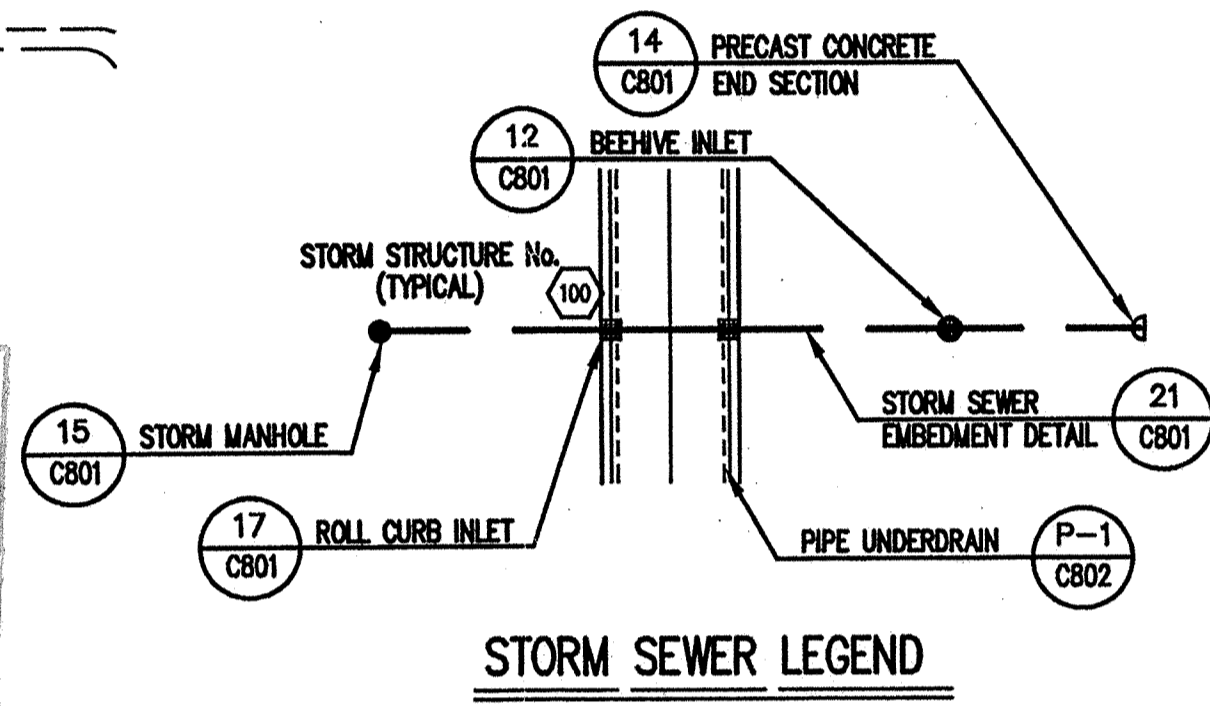 14
C801
PRECAST CONCRETE
END SECTION
12
C801
BEEHIVE INLET
STORM STRUCTURE No.
(TYPICAL)
100
15
C801
STORM MANHOLE
STORM SEWER
EMBEDMENT DETAIL
21
C801
17
C801
ROLL CURB INLET
PIPE UNDERDRAIN
P-1
C802
STORM SEWER LEGEND